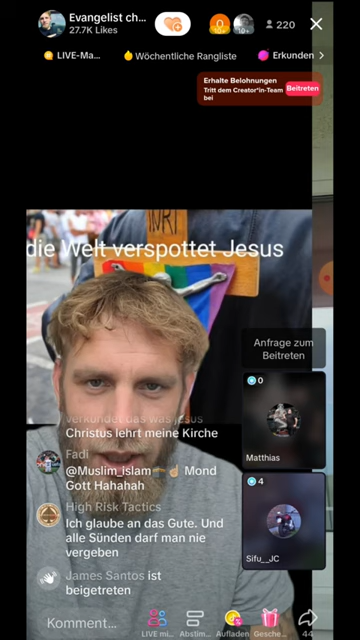 Evangelist ch...
27.7K Likes
10+
10+
220
LIVE-Ma...
Wöchentliche Rangliste
Erkunden
Erhalte Belohnungen
Tritt dem Creator*in-Team
bei
Beitreten
die Welt verspottet Jesus
Anfrage zum
Beitreten
0
Matthias
verkündet das was Jesus
Christus lehrt meine Kirche
Fadi
@Muslim_islam Mond
Gott Hahahah
High Risk Tactics
Ich glaube an das Gute. Und
alle Sünden darf man nie
vergeben
4
Sifu__JC
James Santos ist
beigetreten
Kommentar...
LIVE mi...
Abstim...
Aufladen
Gesche...
44